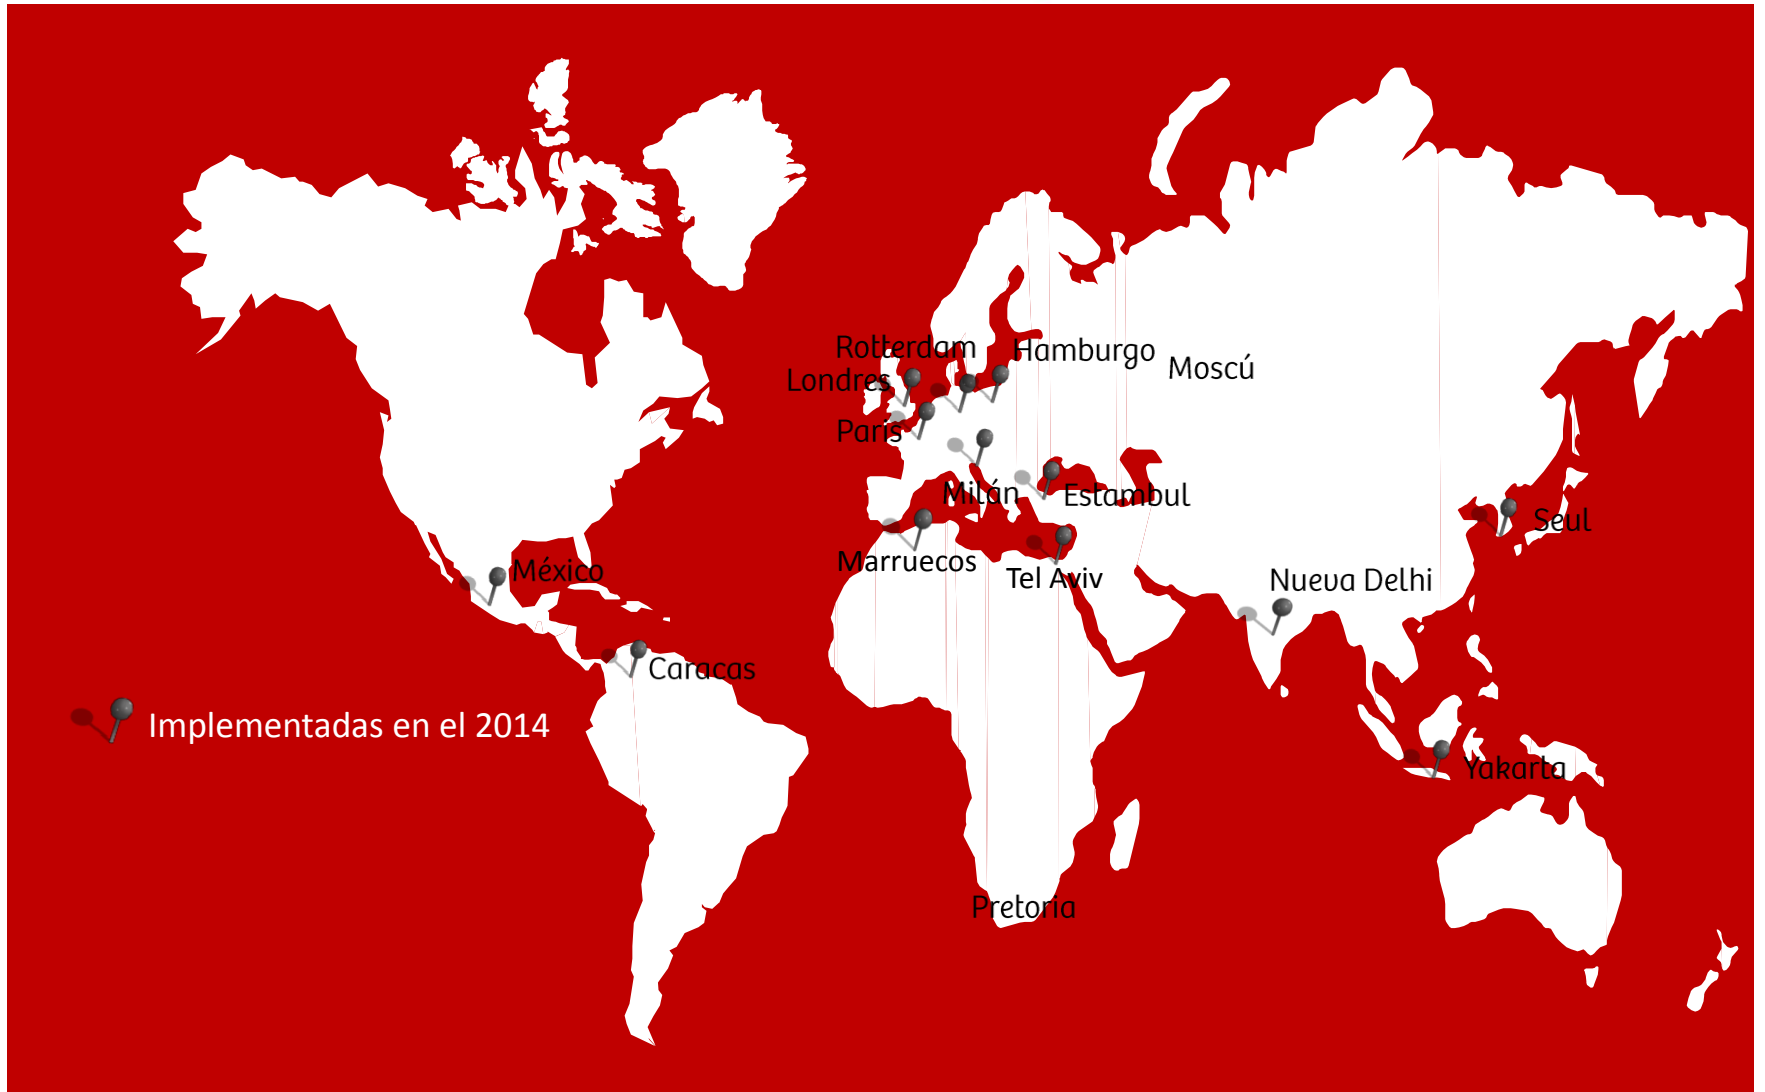 Rotterdam
Hamburgo
Moscú
Londres
París
Milán
Estambul
Seul
Marruecos
Tel Aviv
Nueva Delhi
México
Caracas
Implementadas en el 2014
Yakarta
Pretoria